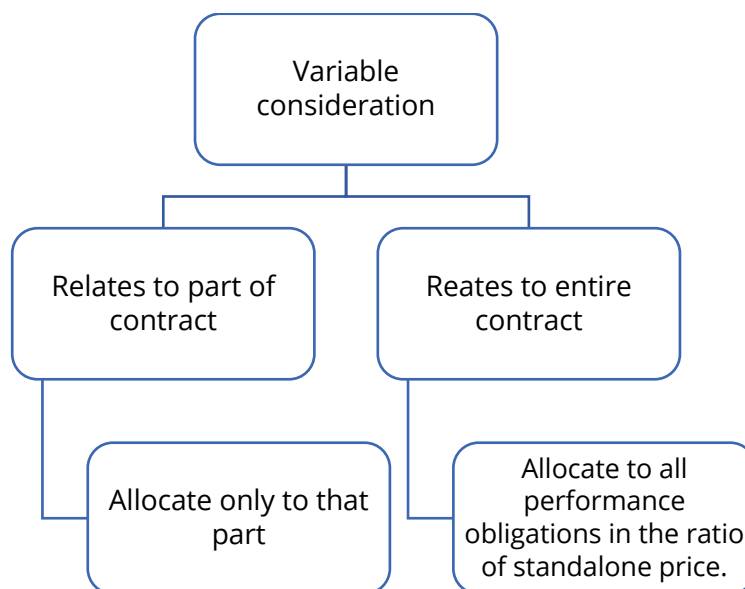 Variable
consideration
Relates to part of
contract
Reates to entire
contract
Allocate only to that
part
Allocate to all
performance
obligations in the ratio
of standalone price.